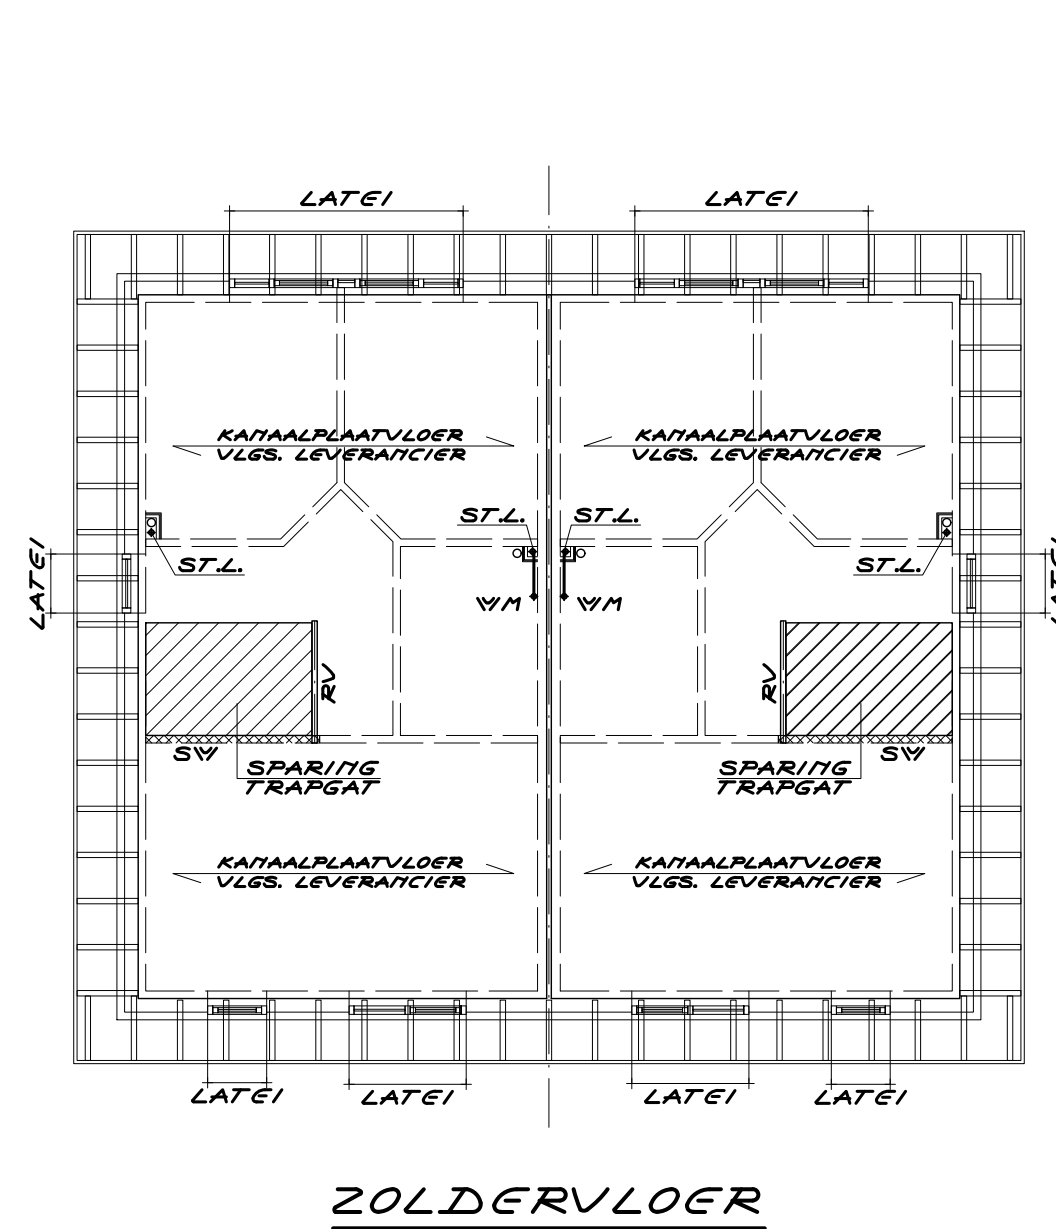 LATEI LATEI
KANAALPLAATVLOER KANAALPLAATVLOER
VLGS. LEVERANCIER VLGS. LEVERANCIER
ST.L. ST.L.
ST.L. ST.L.
LATEI LATEI
WM WM
RV RV
SW SW
SPARING SPARING
TRAPGAT TRAPGAT
KANAALPLAATVLOER KANAALPLAATVLOER
VLGS. LEVERANCIER VLGS. LEVERANCIER
LATEI LATEI LATEI LATEI
ZOLDERVLOER